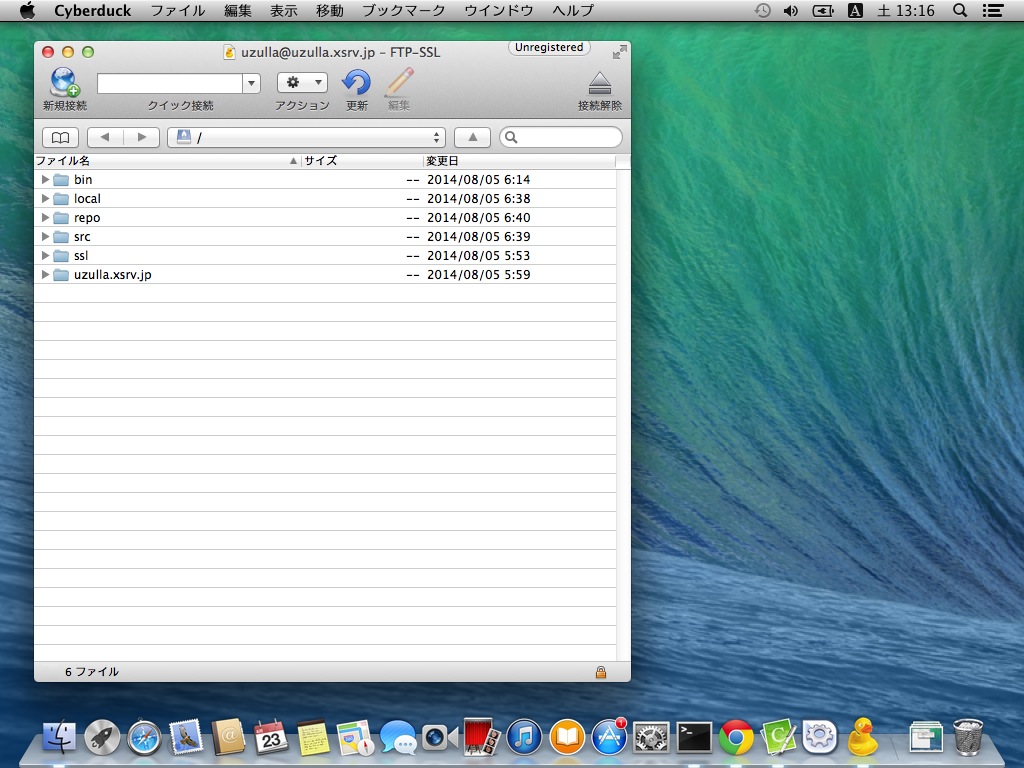 Cyberduck ファイル 編集 表示 移動 ブックマーク ウインドウ ヘルプ A 土 13:16
uzulla@uzulla.xsrv.jp – FTP-SSL Unregistered
新規接続 クイック接続 アクション 更新 編集 接続解除
/
ファイル名 サイズ 変更日
bin -- 2014/08/05 6:14
local -- 2014/08/05 6:38
repo -- 2014/08/05 6:40
src -- 2014/08/05 6:39
ssl -- 2014/08/05 5:53
uzulla.xsrv.jp -- 2014/08/05 5:59
6 ファイル
23
1